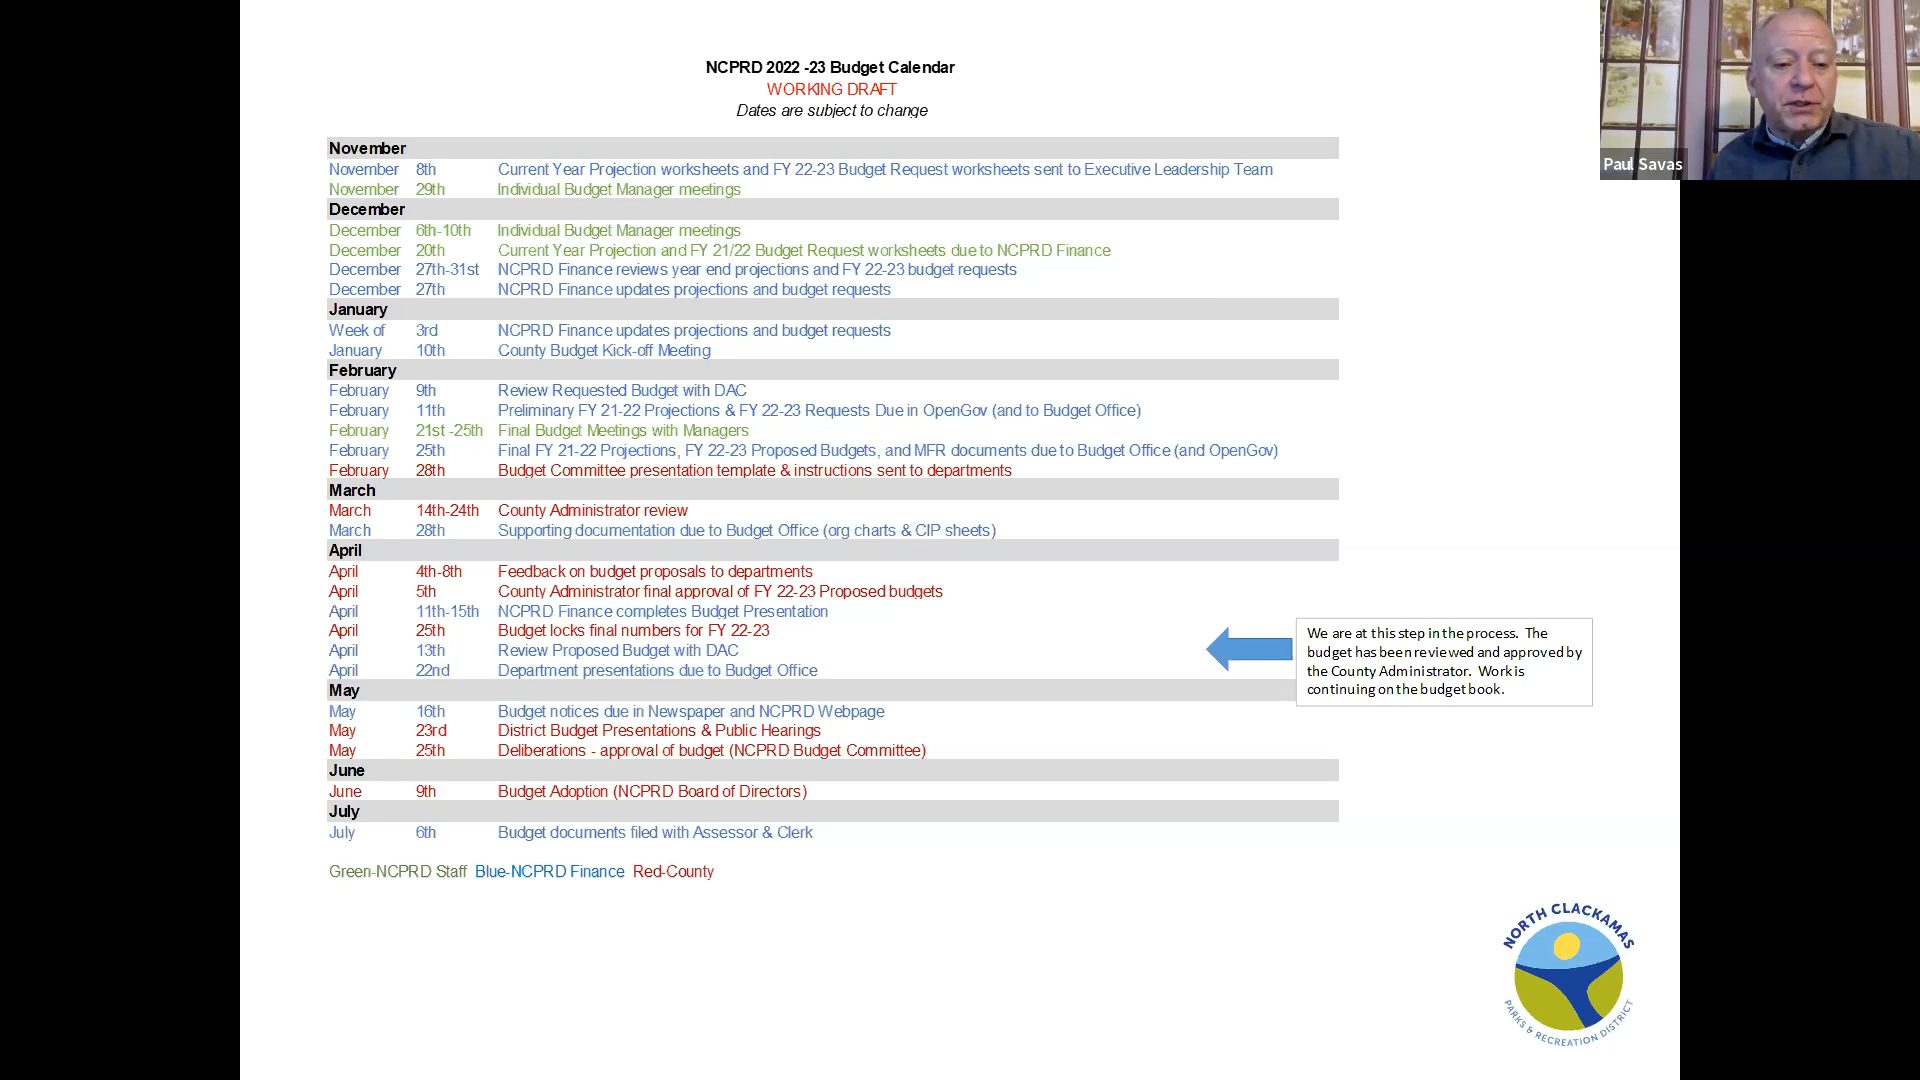 NCPRD 2022 -23 Budget Calendar
WORKING DRAFT
Dates are subject to change
November
November 8th Current Year Projection worksheets and FY 22-23 Budget Request worksheets sent to Executive Leadership Team
November 29th Individual Budget Manager meetings
December
December 6th-10th Individual Budget Manager meetings
December 20th Current Year Projection and FY 21/22 Budget Request worksheets due to NCPRD Finance
December 27th-31st NCPRD Finance reviews year end projections and FY 22-23 budget requests
December 27th NCPRD Finance updates projections and budget requests
January
Week of 3rd NCPRD Finance updates projections and budget requests
January 10th County Budget Kick-off Meeting
February
February 9th Review Requested Budget with DAC
February 11th Preliminary FY 21-22 Projections & FY 22-23 Requests Due in OpenGov (and to Budget Office)
February 21st -25th Final Budget Meetings with Managers
February 25th Final FY 21-22 Projections, FY 22-23 Proposed Budgets, and MFR documents due to Budget Office (and OpenGov)
February 28th Budget Committee presentation template & instructions sent to departments
March
March 14th-24th County Administrator review
March 28th Supporting documentation due to Budget Office (org charts & CIP sheets)
April
April 4th-8th Feedback on budget proposals to departments
April 5th County Administrator final approval of FY 22-23 Proposed budgets
April 11th-15th NCPRD Finance completes Budget Presentation
April 25th Budget locks final numbers for FY 22-23
April 13th Review Proposed Budget with DAC
April 22nd Department presentations due to Budget Office
May
May 16th Budget notices due in Newspaper and NCPRD Webpage
May 23rd District Budget Presentations & Public Hearings
May 25th Deliberations - approval of budget (NCPRD Budget Committee)
June
June 9th Budget Adoption (NCPRD Board of Directors)
July
July 6th Budget documents filed with Assessor & Clerk
Green-NCPRD Staff Blue-NCPRD Finance Red-County
We are at this step in the process. The
budget has been reviewed and approved by
the County Administrator. Work is
continuing on the budget book.
Paul Savas
NORTH CLACKAMAS
PARKS & RECREATION DISTRICT